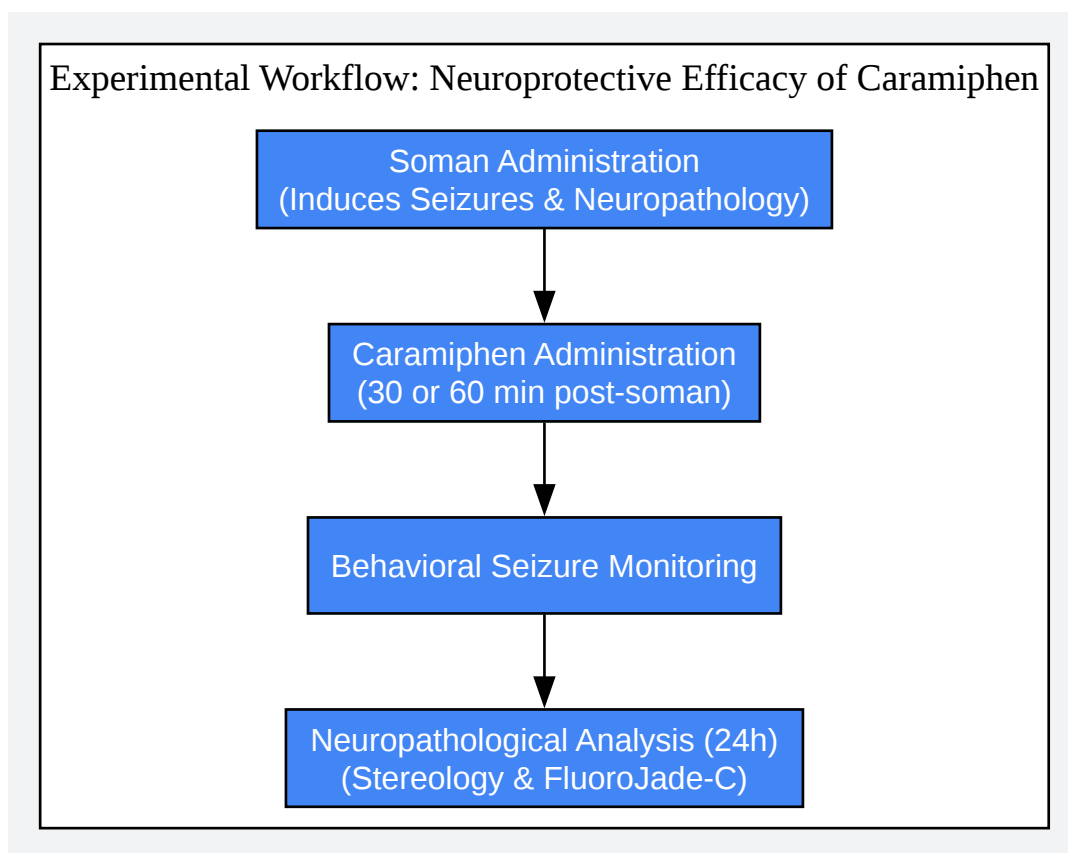 Experimental Workflow: Neuroprotective Efficacy of Caramiphen
Soman Administration
(Induces Seizures & Neuropathology)
Caramiphen Administration
(30 or 60 min post-soman)
Behavioral Seizure Monitoring
Neuropathological Analysis (24h)
(Stereology & FluoroJade-C)